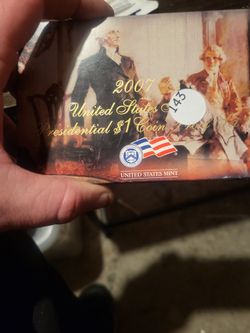 2007
United States
Presidential $1 Coin
143
UNITED STATES MINT